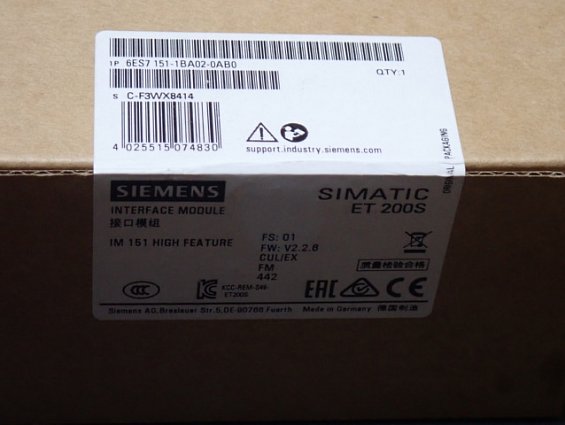 1P 6ES7 151-1BA02-0AB0
QTY:1
S C-F3WX8414
4 025515 074830
support.industry.siemens.com
ORIGINAL PACKAGING
SIEMENS
SIMATIC
ET 200S
INTERFACE MODULE
接口模组
IM 151 HIGH FEATURE
FS: 01
FW: V2.2.6
CUL/EX
FM
442
质量检验合格
CCC
KCC-REM-S49-
ET200S
EAC
CE
Siemens AG, Breslauer Str.5, DE-90766 Fuerth
Made in Germany 德国制造